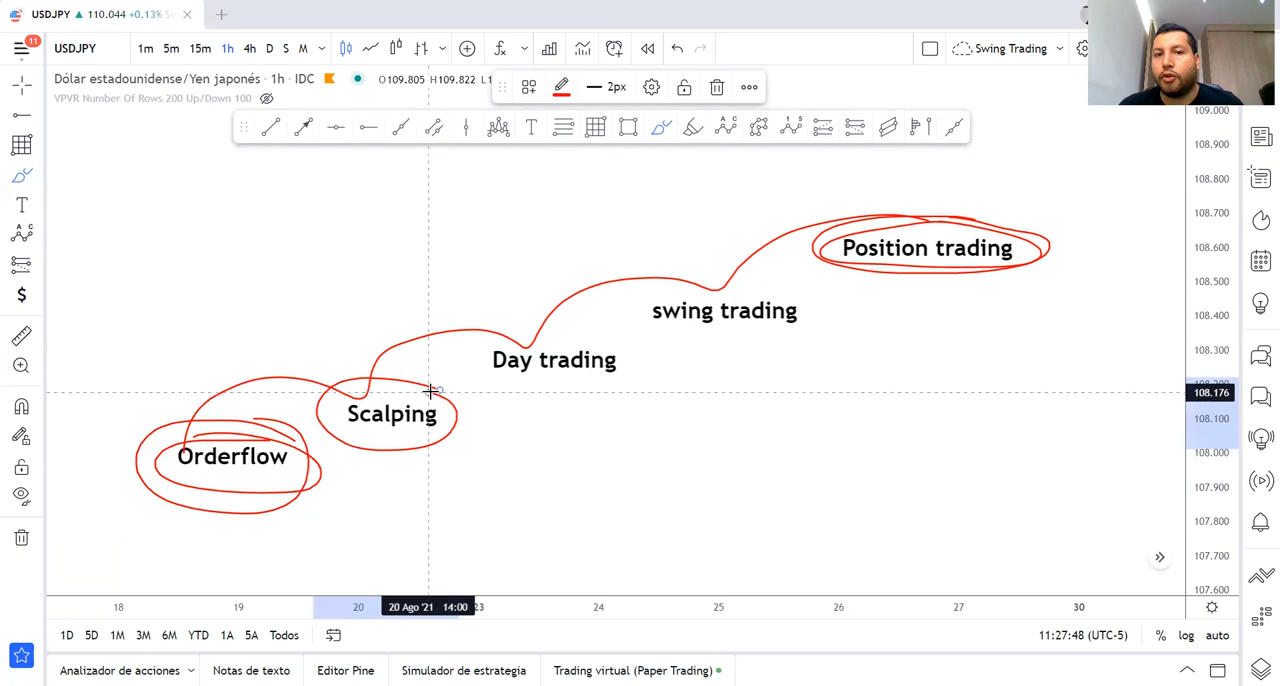 USDJPY ▲ 110.044 +0.13%
11
USDJPY 1m 5m 15m 1h 4h D S M Swing Trading
Dólar estadounidense/Yen japonés · 1h · IDC O109.805 H109.822 L1
VPVR Number Of Rows 200 Up/Down 100
2px
Position trading
swing trading
Day trading
Scalping
Orderflow
109.000
108.900
108.800
108.700
108.600
108.500
108.400
108.300
108.176
108.100
108.000
107.900
107.800
107.700
107.600
18 19 20 20 Ago '21 14:00 23 24 25 26 27 30
1D 5D 1M 3M 6M YTD 1A 5A Todos 11:27:48 (UTC-5) % log auto
Analizador de acciones Notas de texto Editor Pine Simulador de estrategia Trading virtual (Paper Trading)